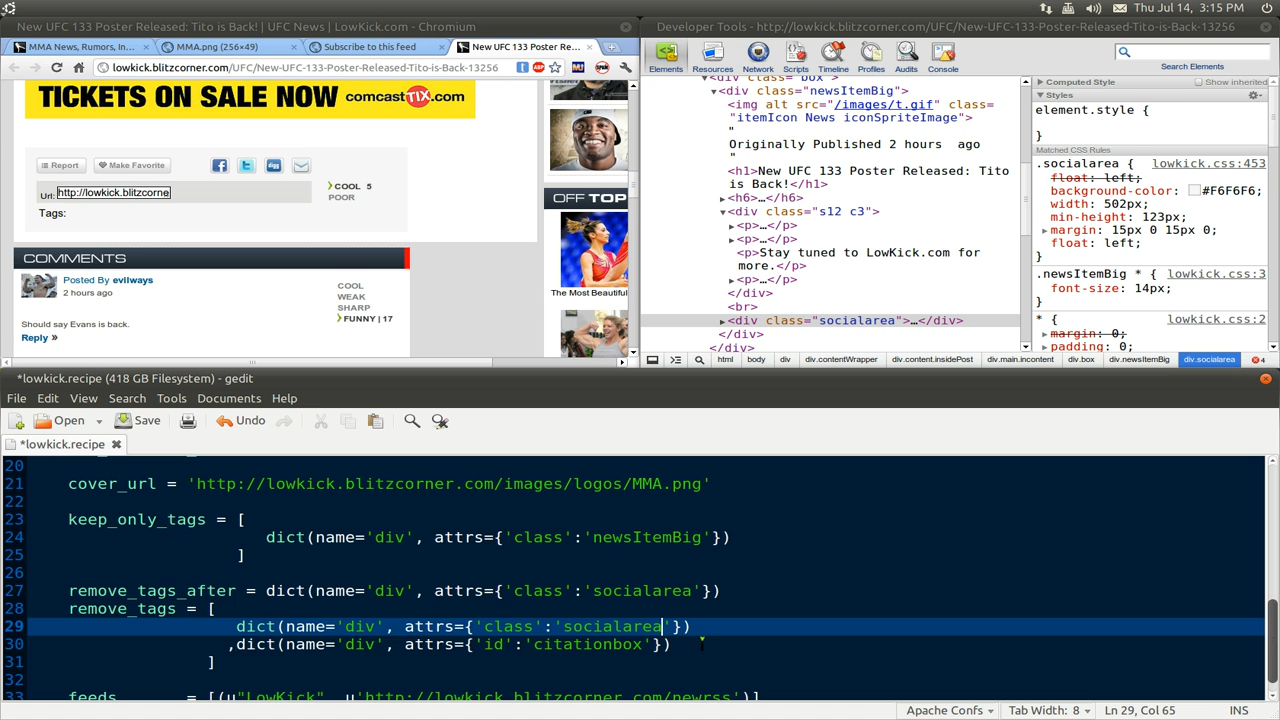 Thu Jul 14, 3:15 PM
New UFC 133 Poster Released: Tito is Back! | UFC News | LowKick.com - Chromium
MMA News, Rumors, In...
MMA.png (256×49)
Subscribe to this feed
New UFC 133 Poster Re...
lowkick.blitzcorner.com/UFC/New-UFC-133-Poster-Released-Tito-is-Back-13256
TICKETS ON SALE NOW comcastTIX.com
Report
Make Favorite
Url:
http://lowkick.blitzcorne
COOL 5
POOR
Tags:
OFF TOP
COMMENTS
Posted By evilways
2 hours ago
COOL
WEAK
SHARP
FUNNY | 17
Should say Evans is back.
Reply »
The Most Beautiful
Developer Tools - http://lowkick.blitzcorner.com/UFC/New-UFC-133-Poster-Released-Tito-is-Back-13256
Elements
Resources
Network
Scripts
Timeline
Profiles
Audits
Console
Search Elements
<div class="box">
<div class="newsItemBig">
<img alt src="/images/t.gif" class=
"itemIcon News iconSpriteImage">
"
Originally Published 2 hours  ago
"
<h1>New UFC 133 Poster Released: Tito
is Back!</h1>
<h6>…</h6>
<div class="s12 c3">
<p>…</p>
<p>…</p>
<p>Stay tuned to LowKick.com for
more.</p>
<p>…</p>
</div>
<br>
<div class="socialarea">…</div>
</div>
</div>
Computed Style
Show inherited
Styles
element.style {
}
Matched CSS Rules
.socialarea { lowkick.css:453
float: left;
background-color: #F6F6F6;
width: 502px;
min-height: 123px;
margin: 15px 0 15px 0;
float: left;
}
.newsItemBig * { lowkick.css:3
font-size: 14px;
}
* { lowkick.css:2
margin: 0;
padding: 0;
html
body
div
div.contentWrapper
div.content.insidePost
div.main.incontent
div.box
div.newsItemBig
div.socialarea
4
*lowkick.recipe (418 GB Filesystem) - gedit
File Edit View Search Tools Documents Help
Open
Save
Undo
*lowkick.recipe
20
21 cover_url = 'http://lowkick.blitzcorner.com/images/logos/MMA.png'
22
23 keep_only_tags = [
24 dict(name='div', attrs={'class':'newsItemBig'})
25 ]
26
27 remove_tags_after = dict(name='div', attrs={'class':'socialarea'})
28 remove_tags = [
29 dict(name='div', attrs={'class':'socialarea'})
30 ,dict(name='div', attrs={'id':'citationbox'})
31 ]
32
33 feeds = [(u"LowKick", u'http://lowkick.blitzcorner.com/newrss')]
Apache Confs
Tab Width: 8
Ln 29, Col 65
INS